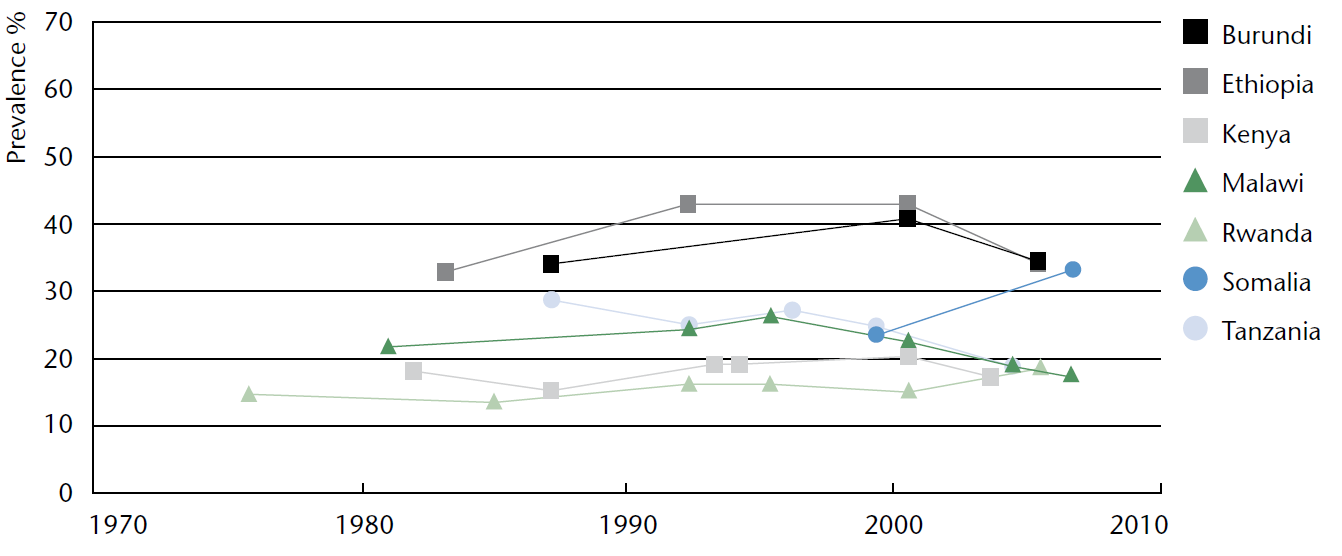 Prevalence %
70
60
50
40
30
20
10
0
1970 1980 1990 2000 2010
Burundi
Ethiopia
Kenya
Malawi
Rwanda
Somalia
Tanzania